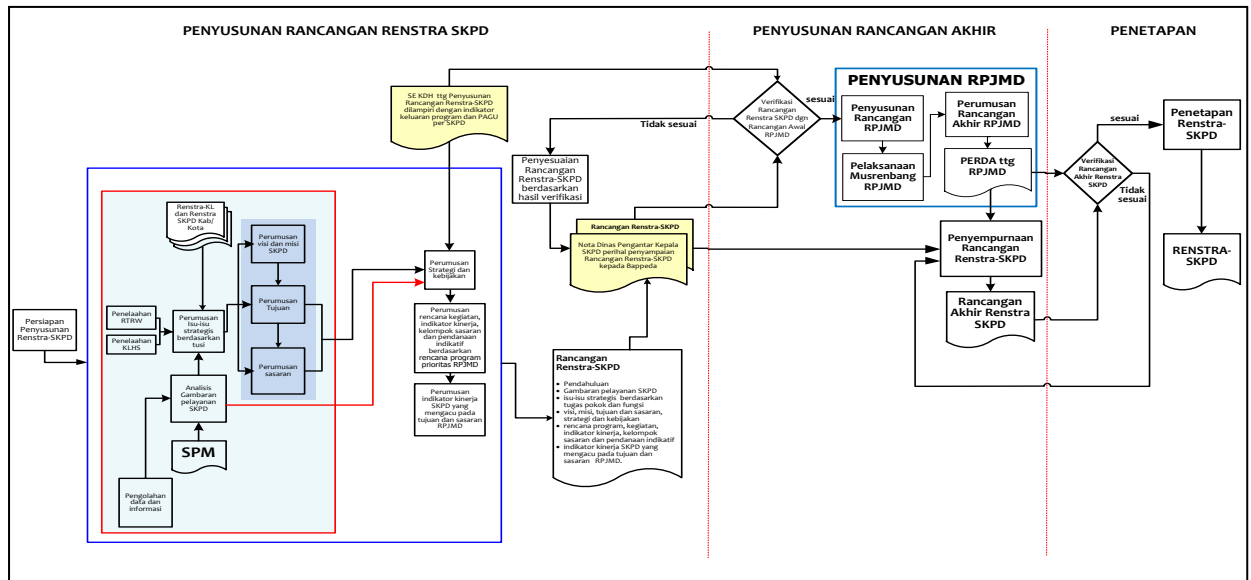 PENYUSUNAN RANCANGAN RENSTRA SKPD
PENYUSUNAN RANCANGAN AKHIR
PENETAPAN
SE KDH ttg Penyusunan
Rancangan Renstra-SKPD
dilampiri dengan indikator
keluaran program dan PAGU
per SKPD
Tidak sesuai
Verifikasi
Rancangan
Renstra SKPD dgn
Rancangan Awal
RPJMD
sesuai
PENYUSUNAN RPJMD
Penyusunan
Rancangan
RPJMD
Perumusan
Rancangan
Akhir RPJMD
Pelaksanaan
Musrenbang
RPJMD
PERDA ttg
RPJMD
Verifikasi
Rancangan
Akhir Renstra
SKPD
sesuai
Tidak
sesuai
Penetapan
Renstra-
SKPD
RENSTRA-
SKPD
Penyesuaian
Rancangan
Renstra-SKPD
berdasarkan
hasil verifikasi
Rancangan Renstra-SKPD
Nota Dinas Pengantar Kepala
SKPD perihal penyampaian
Rancangan Renstra-SKPD
kepada Bappeda
Penyempurnaan
Rancangan
Renstra-SKPD
Rancangan
Akhir Renstra
SKPD
Persiapan
Penyusunan
Renstra-SKPD
Renstra-KL
dan Renstra
SKPD Kab/
Kota
Penelaahan
RTRW
Penelaahan
KLHS
Perumusan
Isu-isu
strategis
berdasarkan
tusi
Analisis
Gambaran
pelayanan
SKPD
SPM
Pengolahan
data dan
informasi
Perumusan
visi dan misi
SKPD
Perumusan
Tujuan
Perumusan
sasaran
Perumusan
Strategi dan
kebijakan
Perumusan
rencana kegiatan,
indikator kinerja,
kelompok sasaran
dan pendanaan
indikatif
berdasarkan
rencana program
prioritas RPJMD
Perumusan
indikator kinerja
SKPD yang
mengacu pada
tujuan dan sasaran
RPJMD
Rancangan
Renstra-SKPD
• Pendahuluan
• Gambaran pelayanan SKPD
• isu-isu strategis berdasarkan
tugas pokok dan fungsi
• visi, misi, tujuan dan sasaran,
strategi dan kebijakan
• rencana program, kegiatan,
indikator kinerja, kelompok
sasaran dan pendanaan indikatif
• indikator kinerja SKPD yang
mengacu pada tujuan dan
sasaran RPJMD.